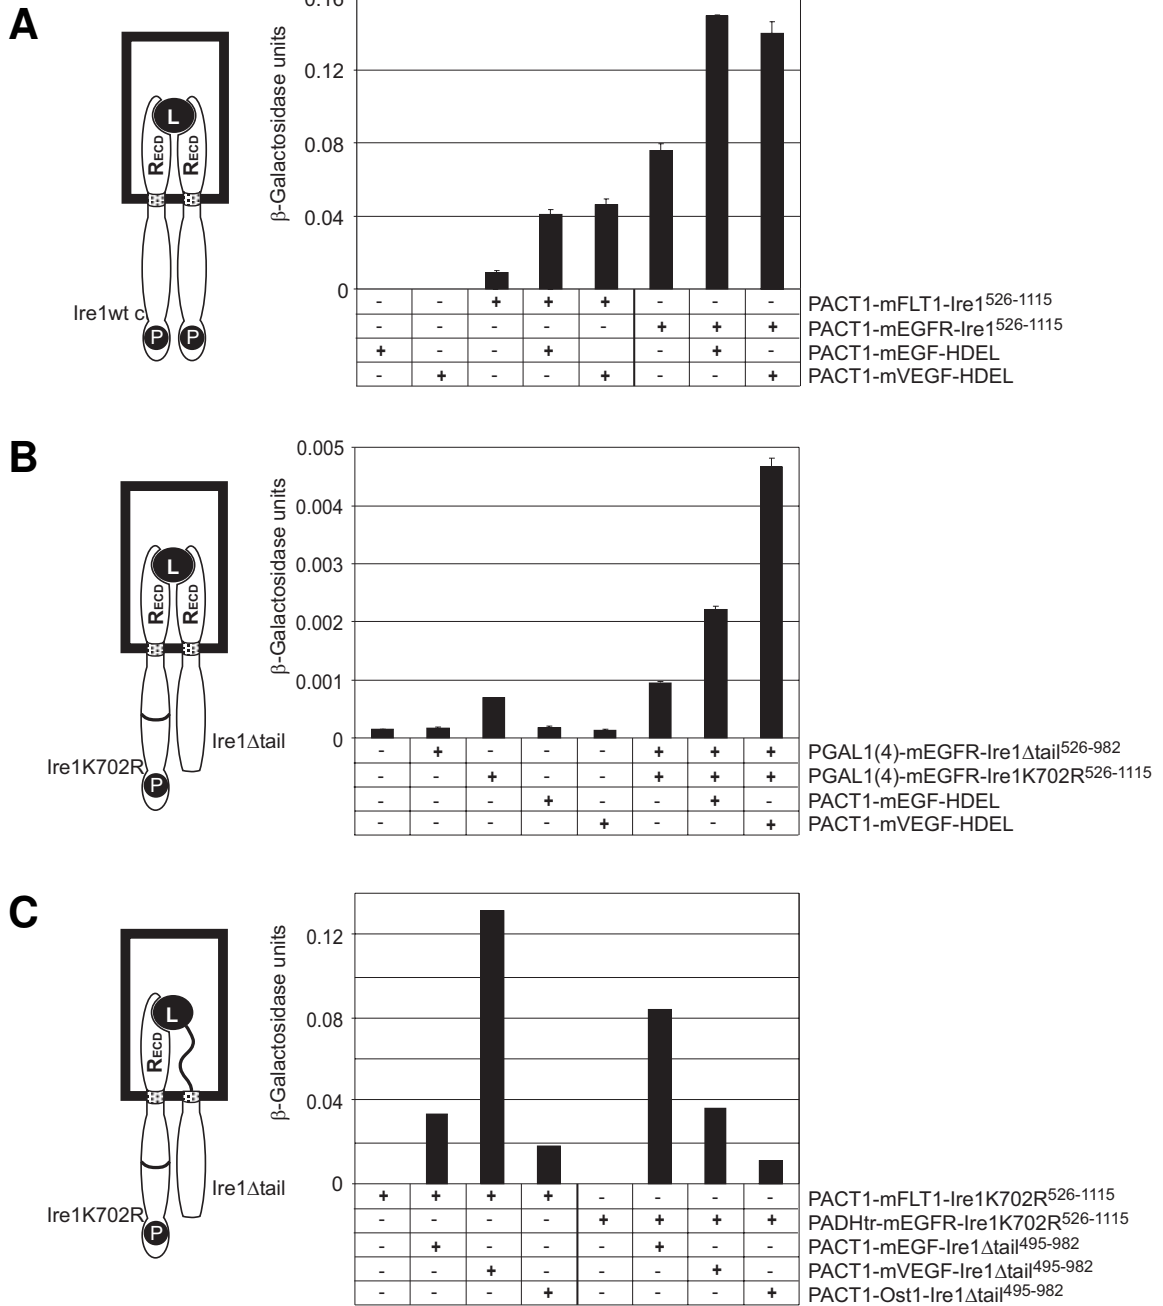 A
0.16
0.12
0.08
0.04
0
β-Galactosidase units
L
RECD RECD
Ire1wt c
P P
- - + + + - - - PACT1-mFLT1-Ire1526-1115
- - - - - + + + PACT1-mEGFR-Ire1526-1115
+ - - + - + - PACT1-mEGF-HDEL
- + - - + - - + PACT1-mVEGF-HDEL
B
0.005
0.004
0.003
0.002
0.001
0
β-Galactosidase units
L
RECD RECD
Ire1Δtail
Ire1K702R
P
- + - - - + + + PGAL1(4)-mEGFR-Ire1Δtail526-982
- - + - - + + + PGAL1(4)-mEGFR-Ire1K702R526-1115
- - - + - - + - PACT1-mEGF-HDEL
- - - - + - - + PACT1-mVEGF-HDEL
C
0.12
0.08
0.04
0
β-Galactosidase units
L
RECD
Ire1Δtail
Ire1K702R
P
+ + + + - - - - PACT1-mFLT1-Ire1K702R526-1115
- - - - + + + + PADHtr-mEGFR-Ire1K702R526-1115
- + - - - + - - PACT1-mEGF-Ire1Δtail495-982
- - + - - - + - PACT1-mVEGF-Ire1Δtail495-982
- - - + - - - + PACT1-Ost1-Ire1Δtail495-982